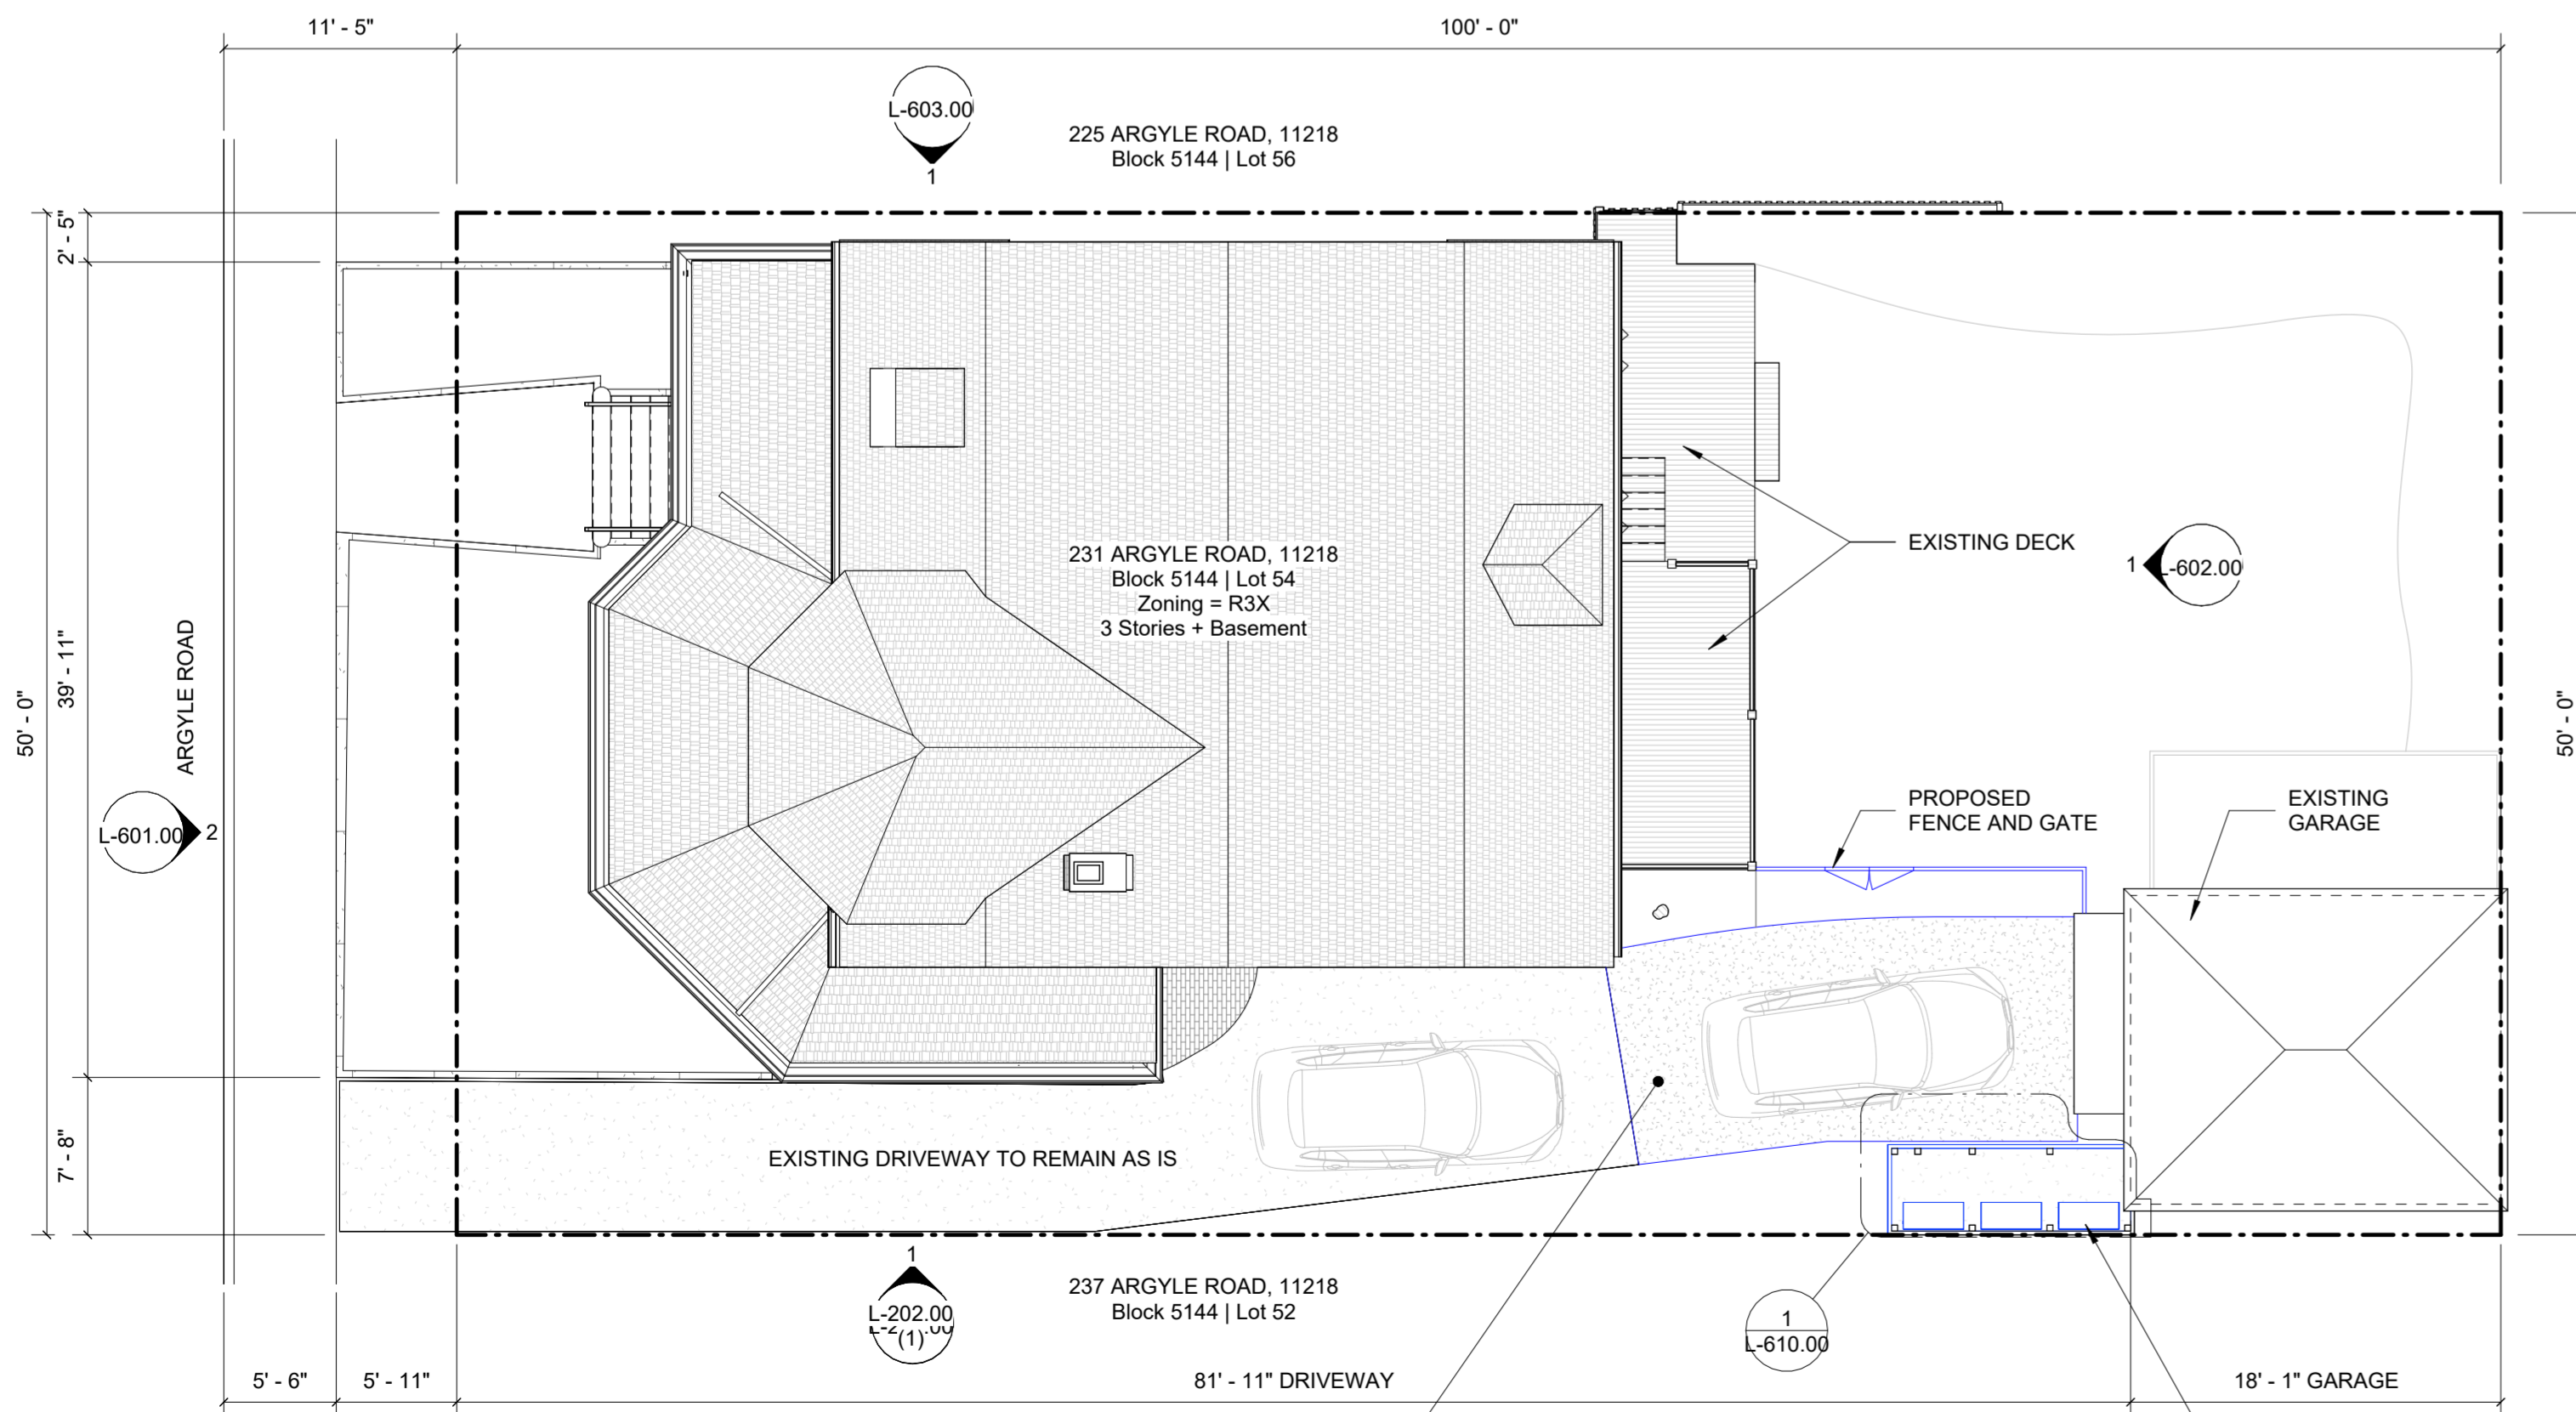 11' - 5"
100' - 0"
L-603.00
1
225 ARGYLE ROAD, 11218
Block 5144 | Lot 56
2' - 5"
39' - 11"
50' - 0"
7' - 8"
ARGYLE ROAD
L-601.00
2
231 ARGYLE ROAD, 11218
Block 5144 | Lot 54
Zoning = R3X
3 Stories + Basement
EXISTING DECK
1
L-602.00
50' - 0"
PROPOSED
FENCE AND GATE
EXISTING
GARAGE
EXISTING DRIVEWAY TO REMAIN AS IS
1
L-202.00
(1)
237 ARGYLE ROAD, 11218
Block 5144 | Lot 52
1
L-610.00
5' - 6"
5' - 11"
81' - 11" DRIVEWAY
18' - 1" GARAGE